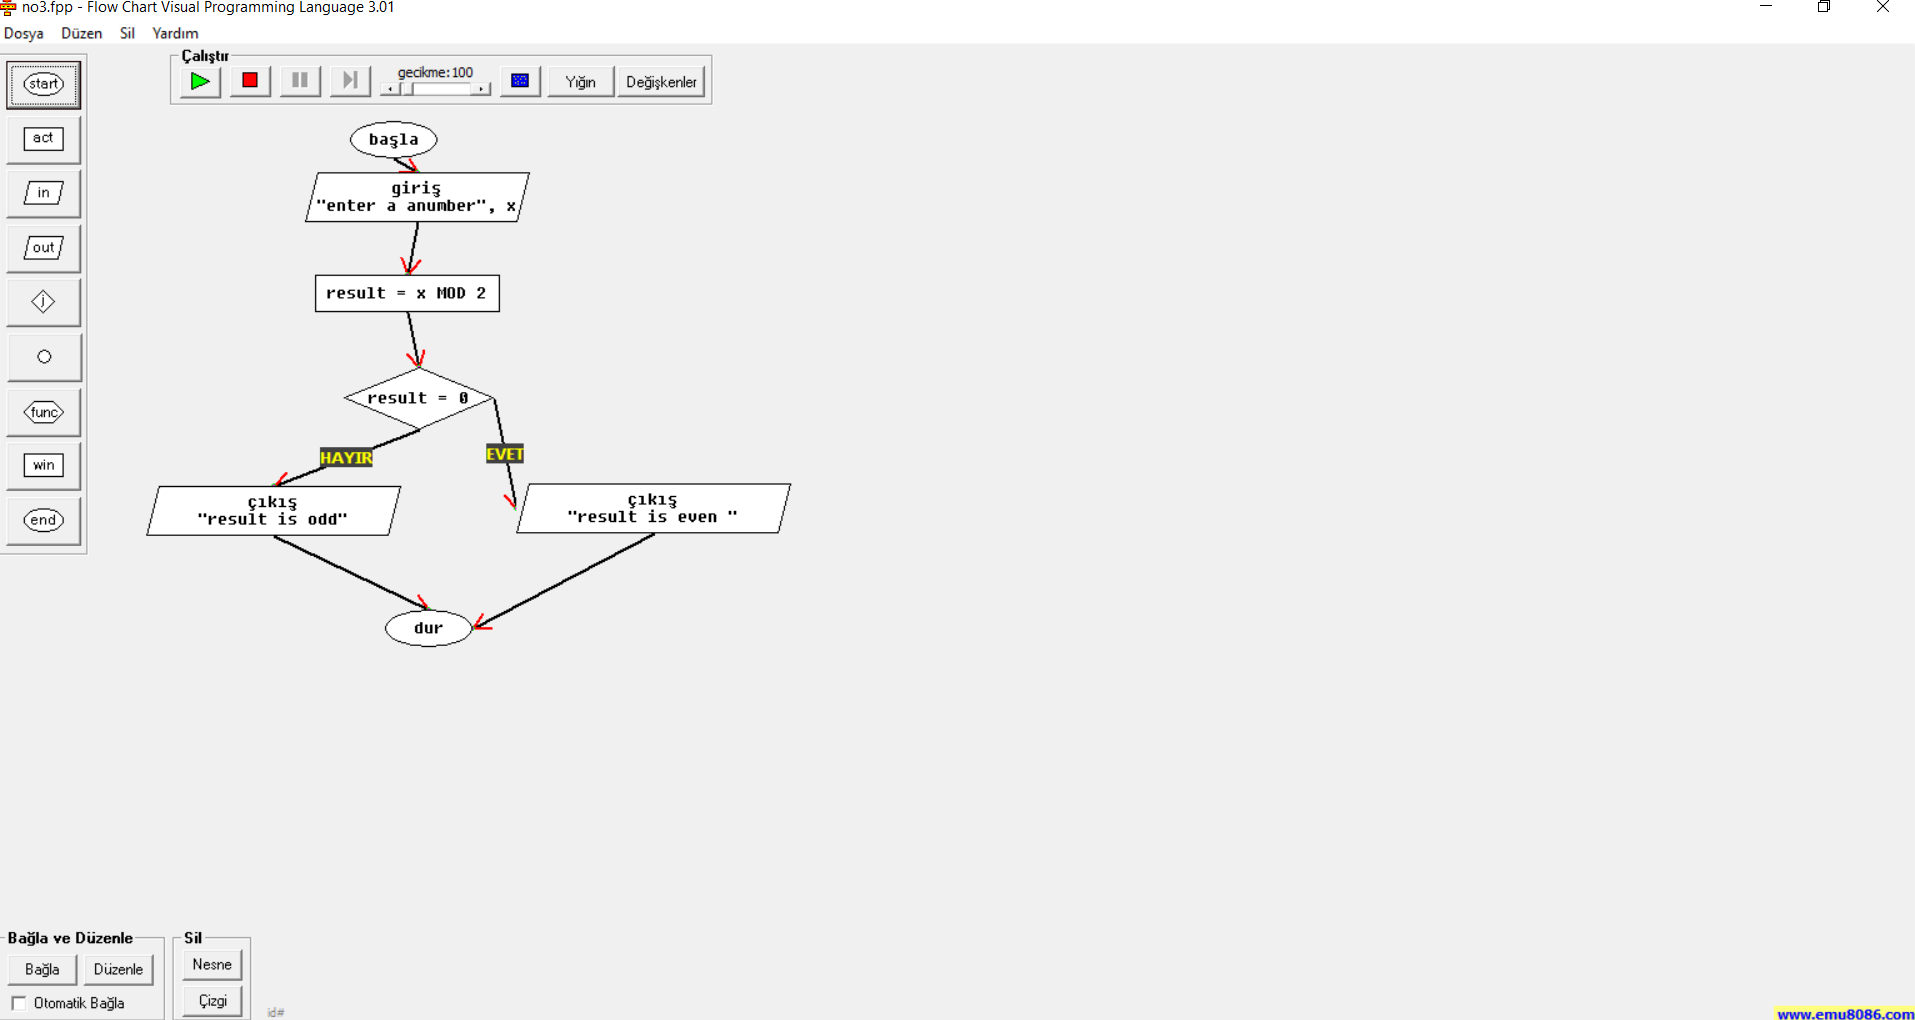 no3.fpp - Flow Chart Visual Programming Language 3.01
Dosya Düzen Sil Yardım
Çalıştır
gecikme:100
Yığın
Değişkenler
start
act
in
out
j
func
win
end
başla
giriş
"enter a anumber", x
result = x MOD 2
result = 0
HAYIR
EVET
çıkış
"result is odd"
çıkış
"result is even "
dur
Bağla ve Düzenle
Bağla
Düzenle
Otomatik Bağla
Sil
Nesne
Çizgi
id#
www.emu8086.com